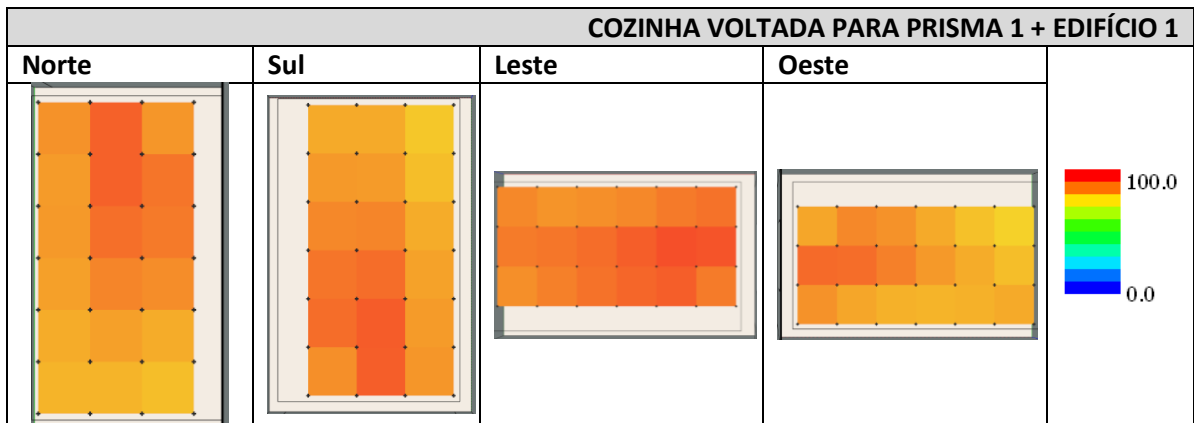 COZINHA VOLTADA PARA PRISMA 1 + EDIFÍCIO 1
Norte Sul Leste Oeste
100.0
0.0